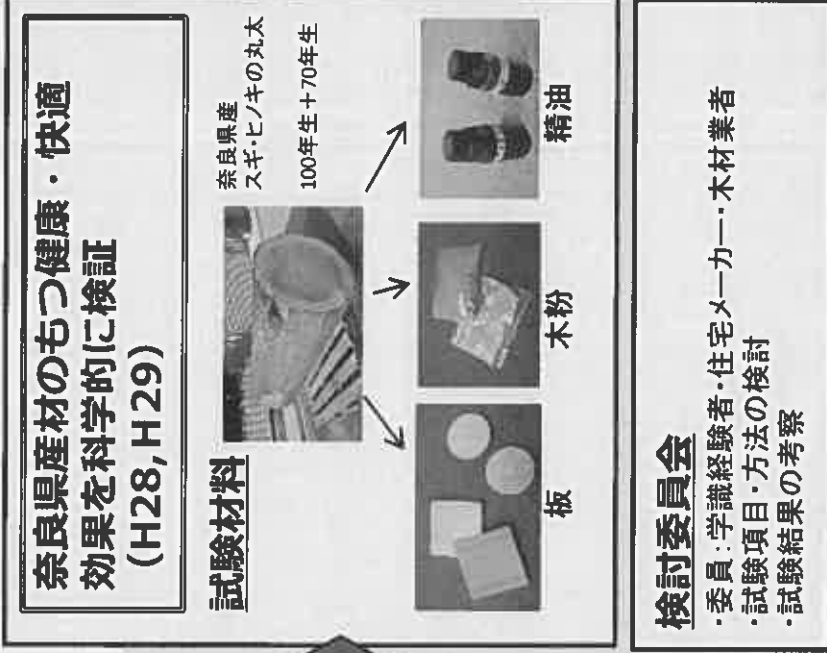 奈良県産材のもつ健康・快適
効果を科学的に検証
(H28,H29)
試験材料
奈良県産
スギ・ヒノキの丸太
100年生+70年生
板
木粉
精油
検討委員会
・委員:学識経験者・住宅メーカー・木材業者
・試験項目・方法の検討
・試験結果の考察